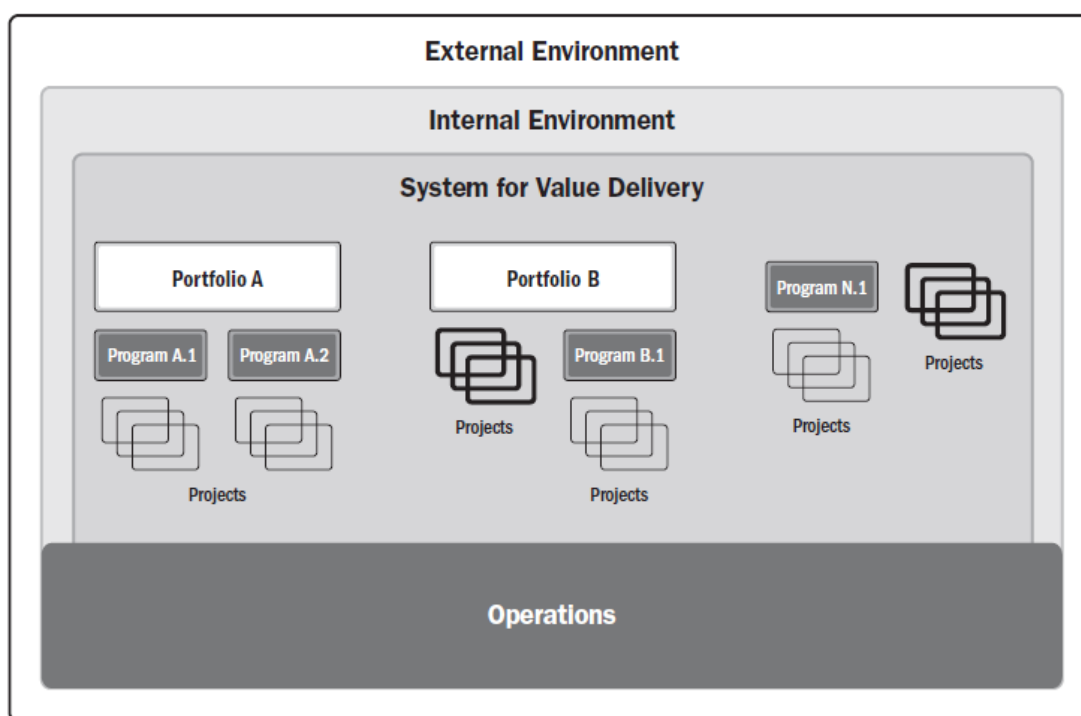 External Environment
Internal Environment
System for Value Delivery
Portfolio A
Portfolio B
Program N.1
Program A.1
Program A.2
Program B.1
Projects
Projects
Projects
Projects
Projects
Operations